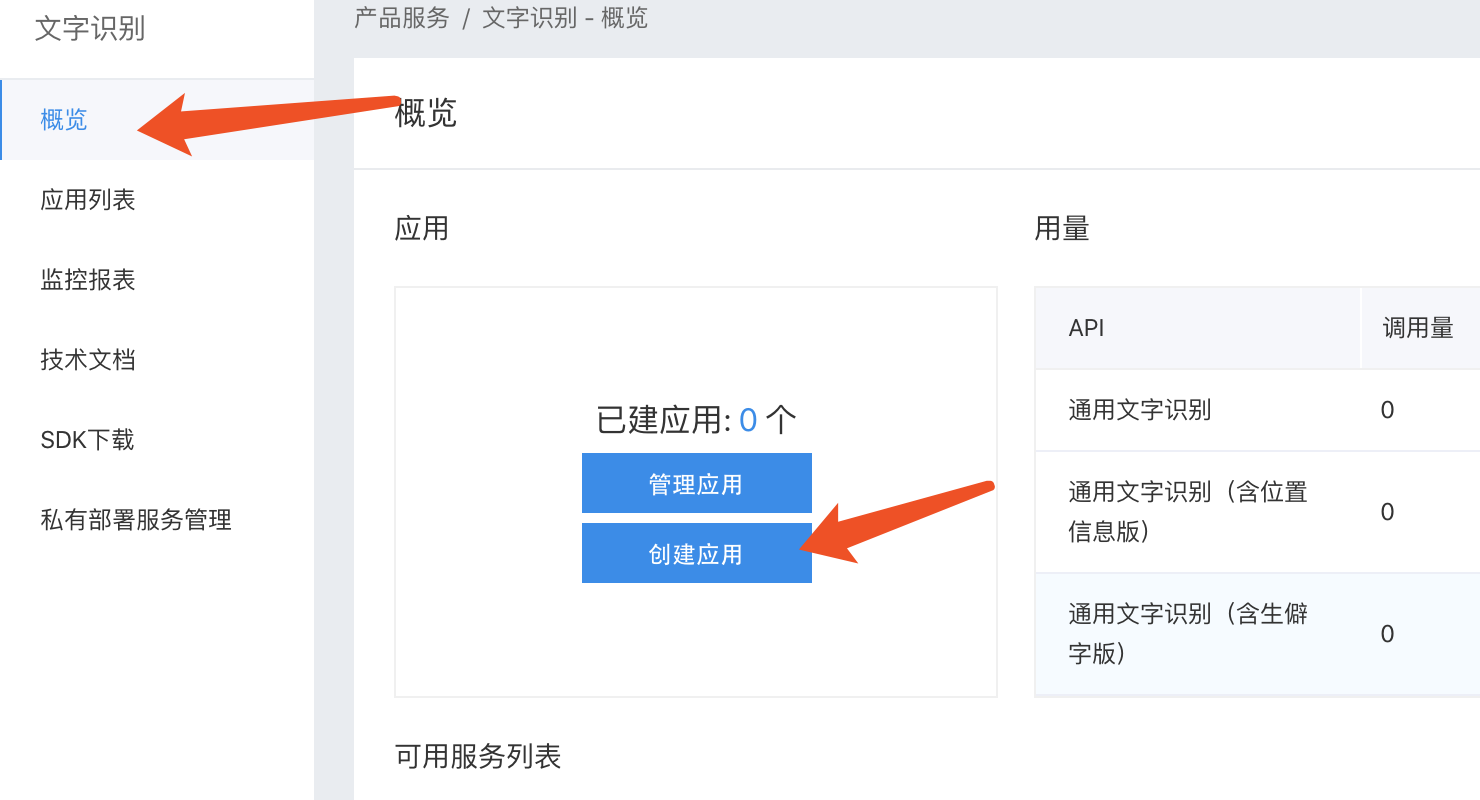 文字识别
概览
应用列表
监控报表
技术文档
SDK下载
私有部署服务管理
产品服务 / 文字识别 - 概览
概览
应用
已建应用: 0 个
管理应用
创建应用
用量
API 调用量
通用文字识别 0
通用文字识别（含位置
信息版） 0
通用文字识别（含生僻
字版） 0
可用服务列表